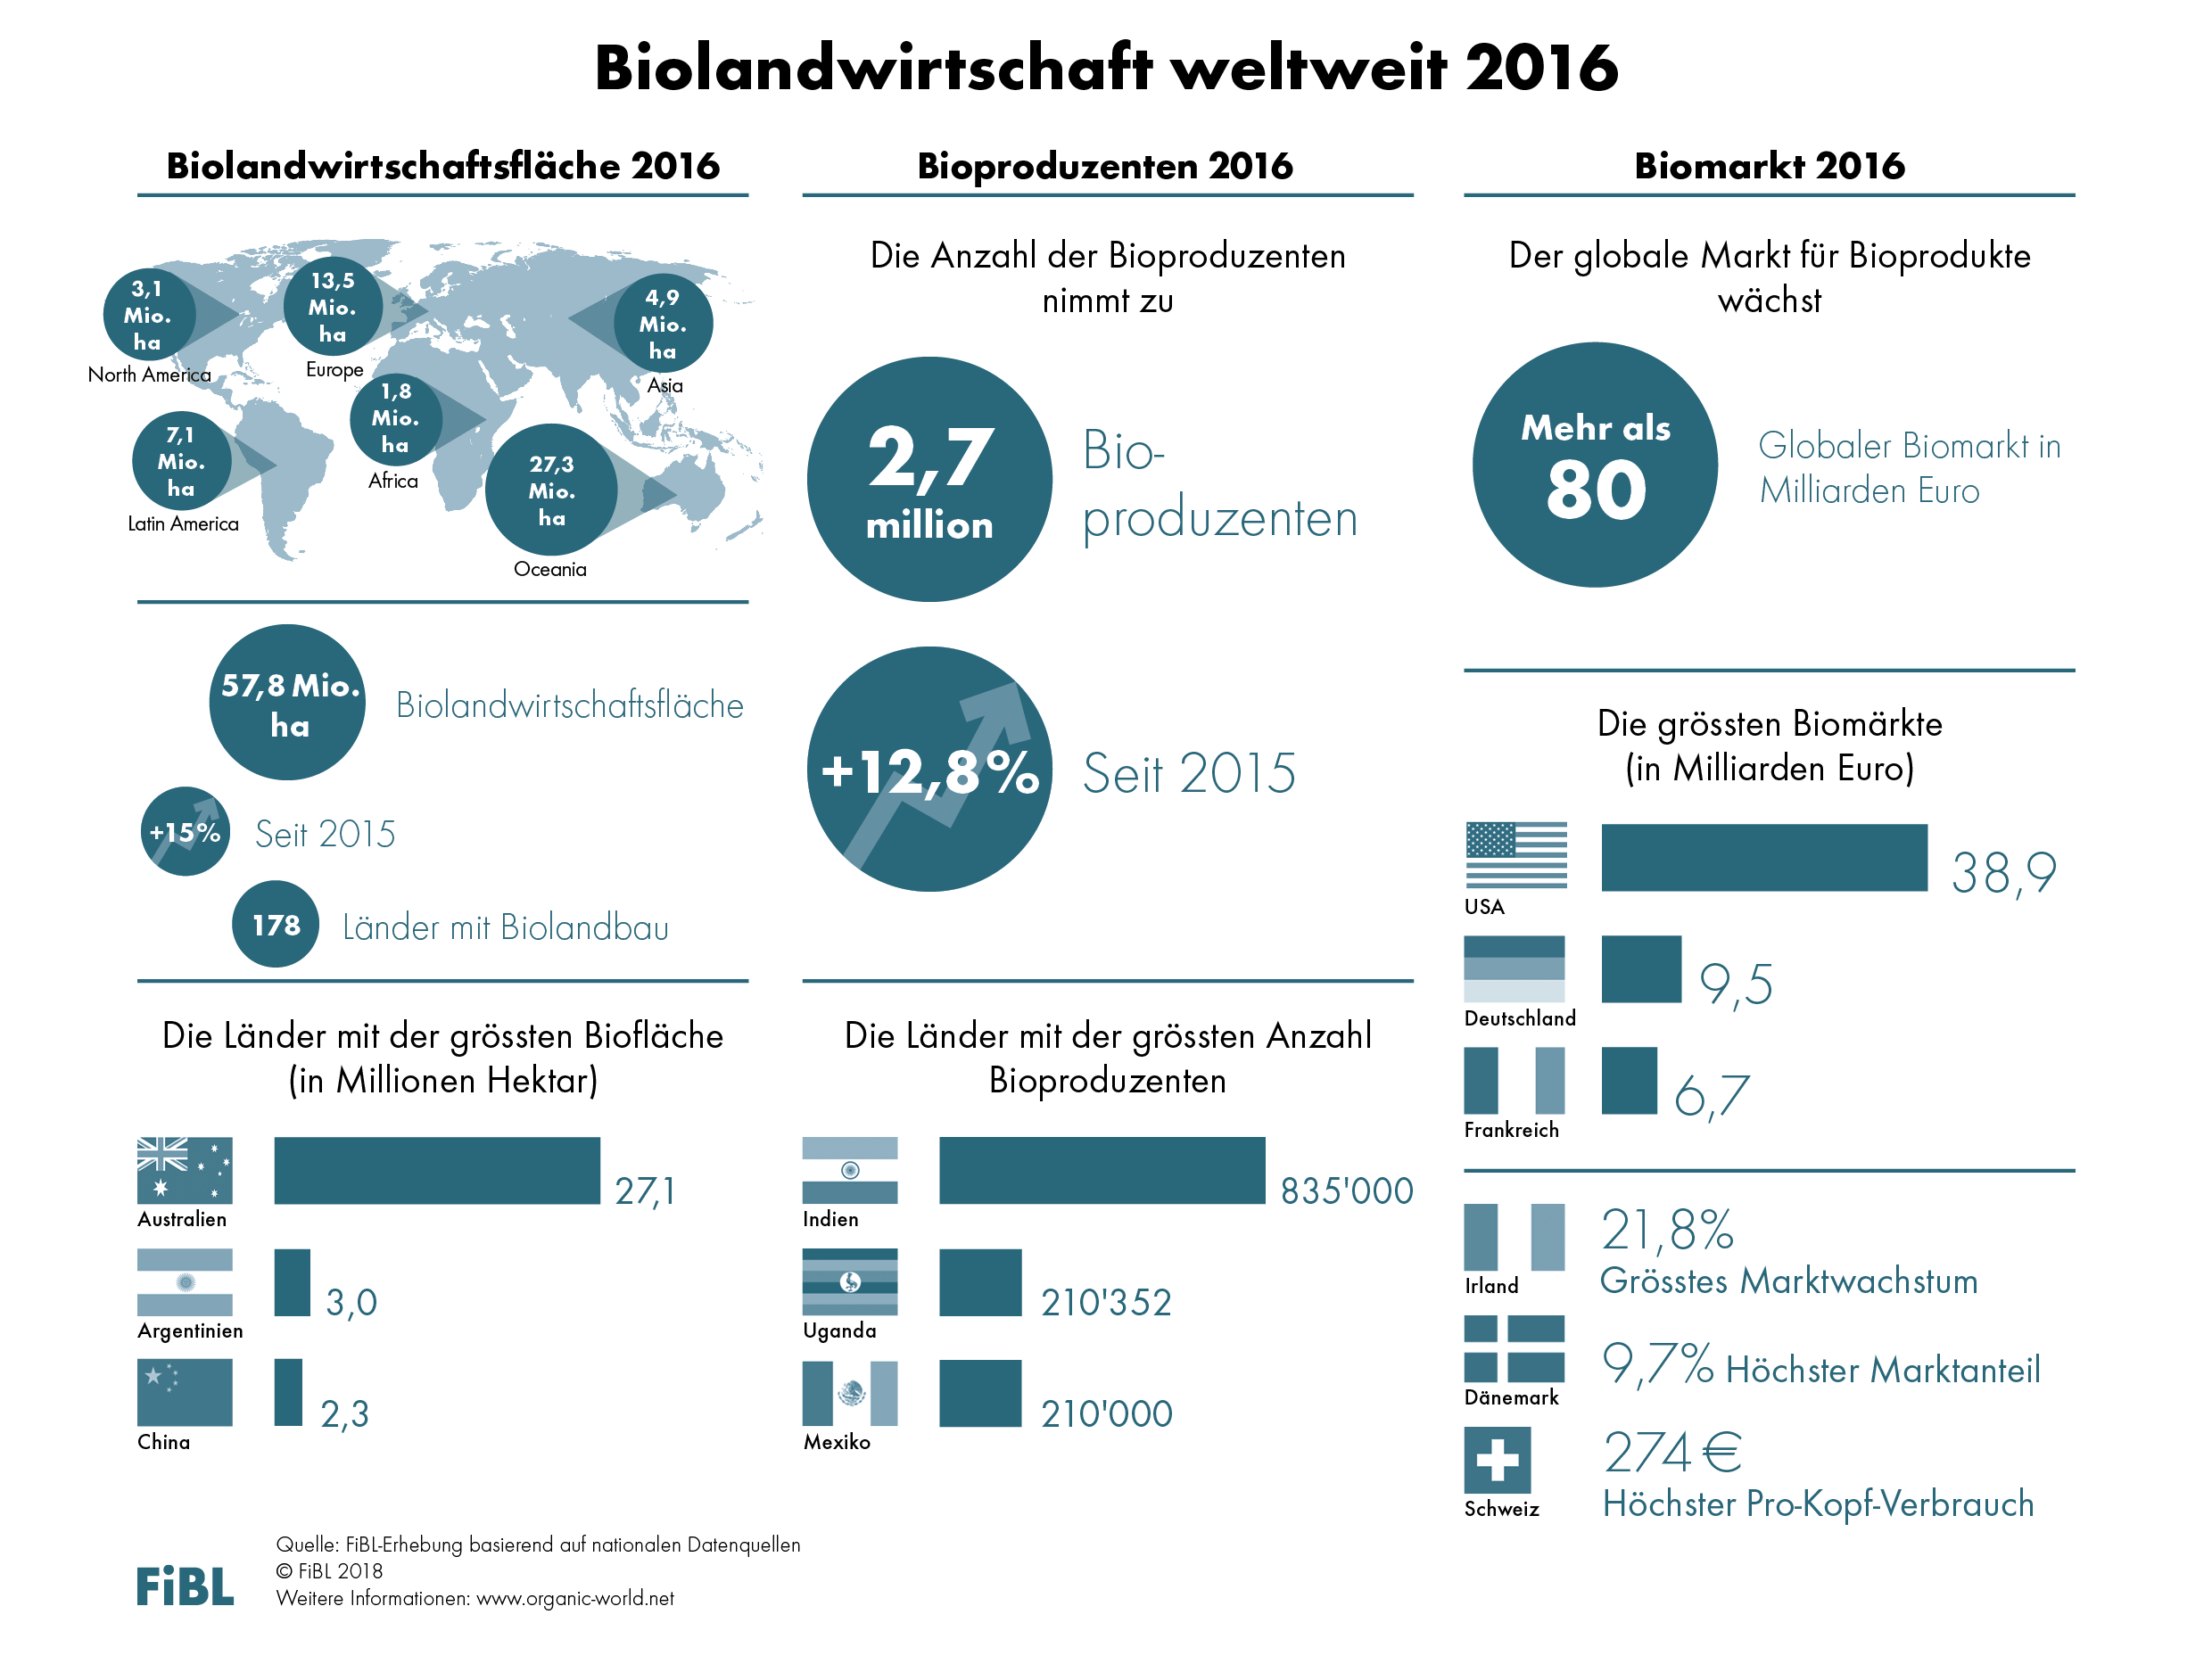 Biolandwirtschaft weltweit 2016
Biolandwirtschaftsfläche 2016
3,1
Mio.
ha
North America
13,5
Mio.
ha
Europe
4,9
Mio.
ha
Asia
1,8
Mio.
ha
Africa
7,1
Mio.
ha
Latin America
27,3
Mio.
ha
Oceania
57,8 Mio.
ha
Biolandwirtschaftsfläche
+15%
Seit 2015
178
Länder mit Biolandbau
Die Länder mit der grössten Biofläche
(in Millionen Hektar)
Australien
27,1
Argentinien
3,0
China
2,3
Bioproduzenten 2016
Die Anzahl der Bioproduzenten
nimmt zu
2,7
million
Bio-
produzenten
+12,8%
Seit 2015
Die Länder mit der grössten Anzahl
Bioproduzenten
Indien
835'000
Uganda
210'352
Mexiko
210'000
Biomarkt 2016
Der globale Markt für Bioprodukte
wächst
Mehr als
80
Globaler Biomarkt in
Milliarden Euro
Die grössten Biomärkte
(in Milliarden Euro)
USA
38,9
Deutschland
9,5
Frankreich
6,7
Irland
21,8%
Grösstes Marktwachstum
Dänemark
9,7% Höchster Marktanteil
Schweiz
274 €
Höchster Pro-Kopf-Verbrauch
FiBL
Quelle: FiBL-Erhebung basierend auf nationalen Datenquellen
© FiBL 2018
Weitere Informationen: www.organic-world.net